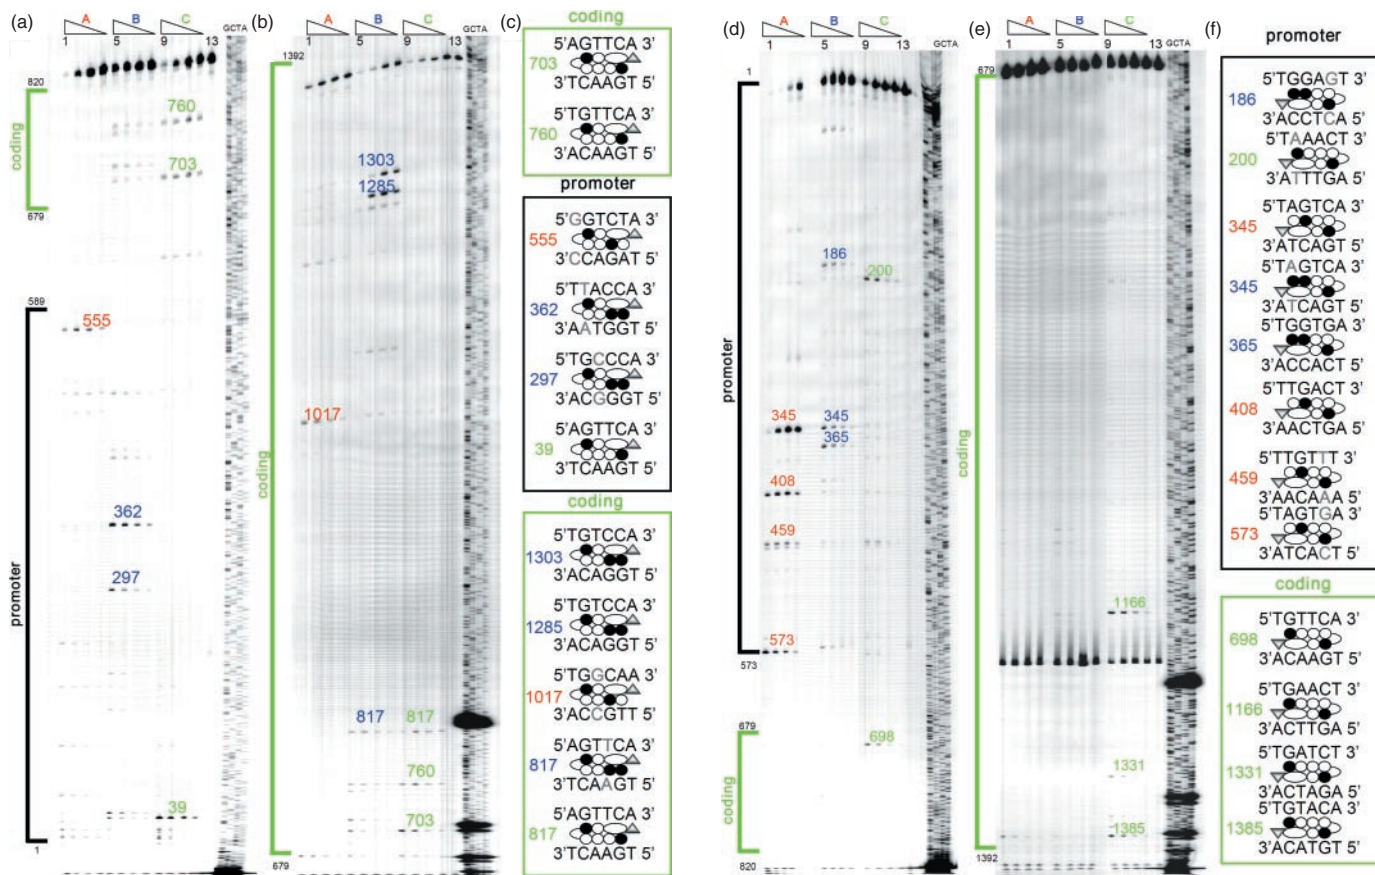 (a)
A B C
1 5 9 13 GCTA
820
coding
760
703
679
589
555
362
297
promoter
39
1
(b)
A B C
1 5 9 13 GCTA
1392
1303
1285
1017
coding
817 817
760
703
679
(c)
coding
5'AGTTCA 3'
703
3'TCAAGT 5'
5'TGTTCA 3'
760
3'ACAAGT 5'
promoter
5'GGTCTA 3'
555
3'CCAGAT 5'
5'TTACCA 3'
362
3'AATGGT 5'
5'TGCCCA 3'
297
3'ACGGGT 5'
5'AGTTCA 3'
39
3'TCAAGT 5'
coding
5'TGTCCA 3'
1303
3'ACAGGT 5'
5'TGTCCA 3'
1285
3'ACAGGT 5'
5'TGGCAA 3'
1017
3'ACCGTT 5'
5'AGTTCA 3'
817
3'TCAAGT 5'
5'AGTTCA 3'
817
3'TCAAGT 5'
(d)
A B C
1 5 9 13 GCTA
1
186
200
promoter
345 345
365
408
459
573
573
679
698
coding
820
(e)
A B C
1 5 9 13 GCTA
679
coding
1166
1331
1385
1392
(f)
promoter
5'TGGAGT 3'
186
3'ACCTCA 5'
5'TAAACT 3'
200
3'ATTTGA 5'
5'TAGTCA 3'
345
3'ATCAGT 5'
5'TAGTCA 3'
345
3'ATCAGT 5'
5'TGGTGA 3'
365
3'ACCACT 5'
5'TTGACT 3'
408
3'AACTGA 5'
5'TTGTTT 3'
459
3'AACAAA 5'
5'TAGTGA 3'
573
3'ATCACT 5'
coding
5'TGTTCA 3'
698
3'ACAAGT 5'
5'TGAACT 3'
1166
3'ACTTGA 5'
5'TGATCT 3'
1331
3'ACTAGA 5'
5'TGTACA 3'
1385
3'ACATGT 5'